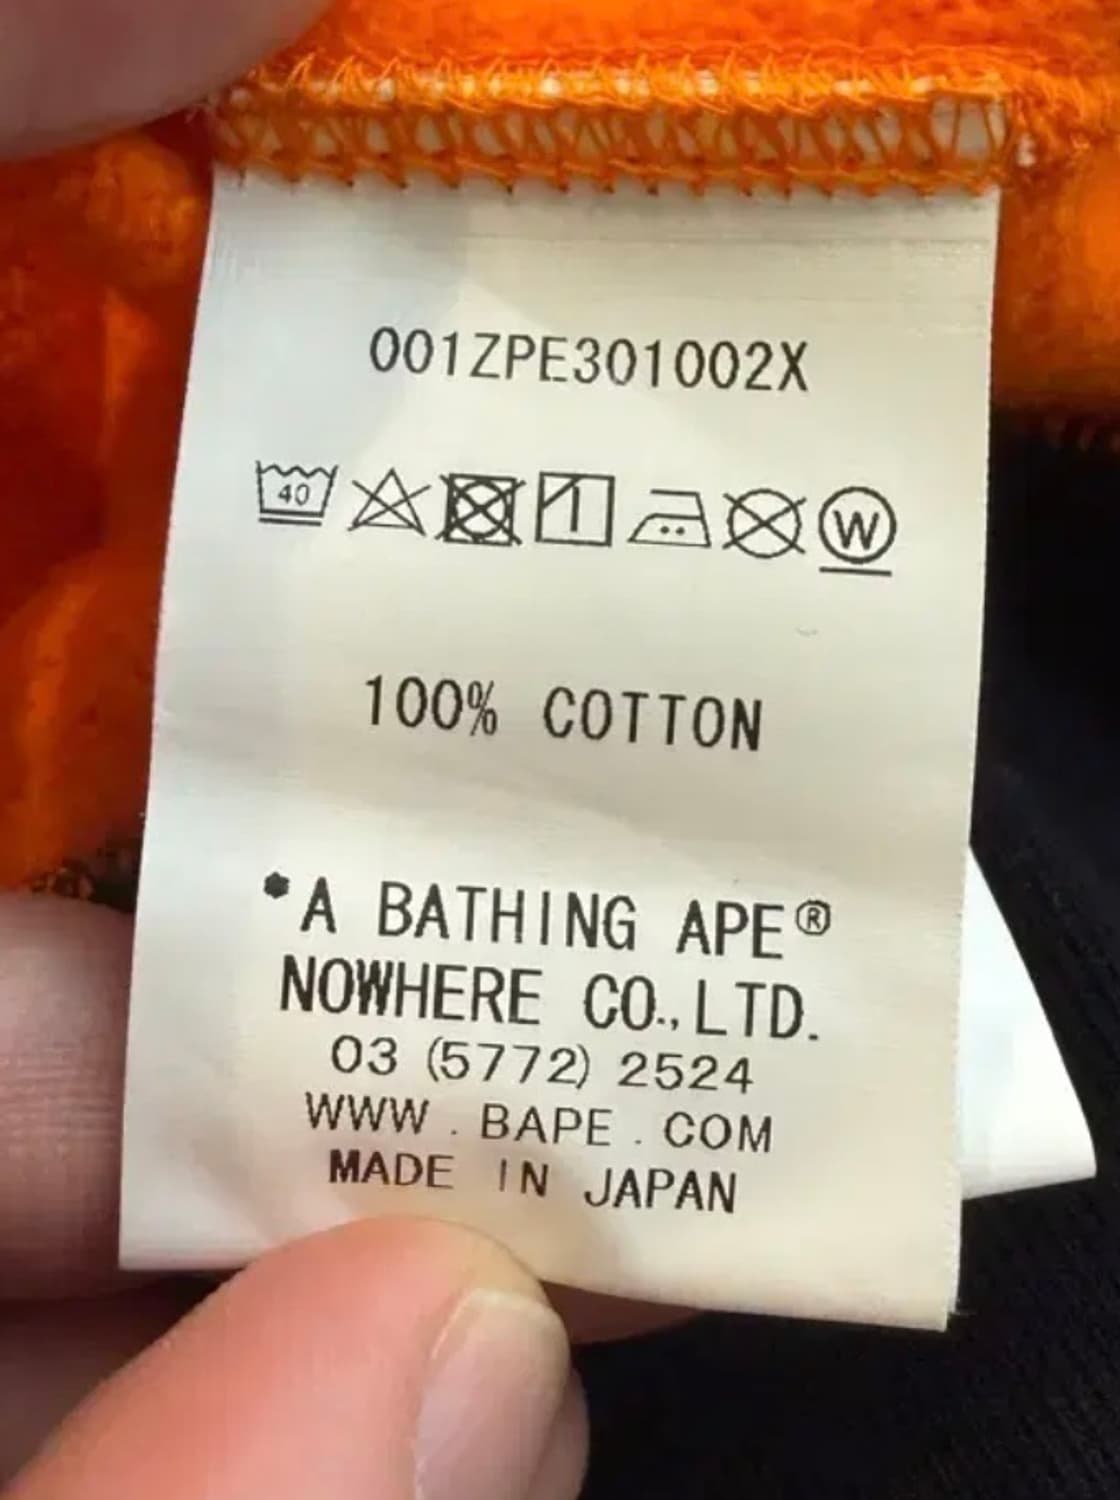 001ZPE301002X
40 W
100% COTTON
*A BATHING APE®
NOWHERE CO.,LTD.
03 (5772) 2524
WWW . BAPE . COM
MADE IN JAPAN